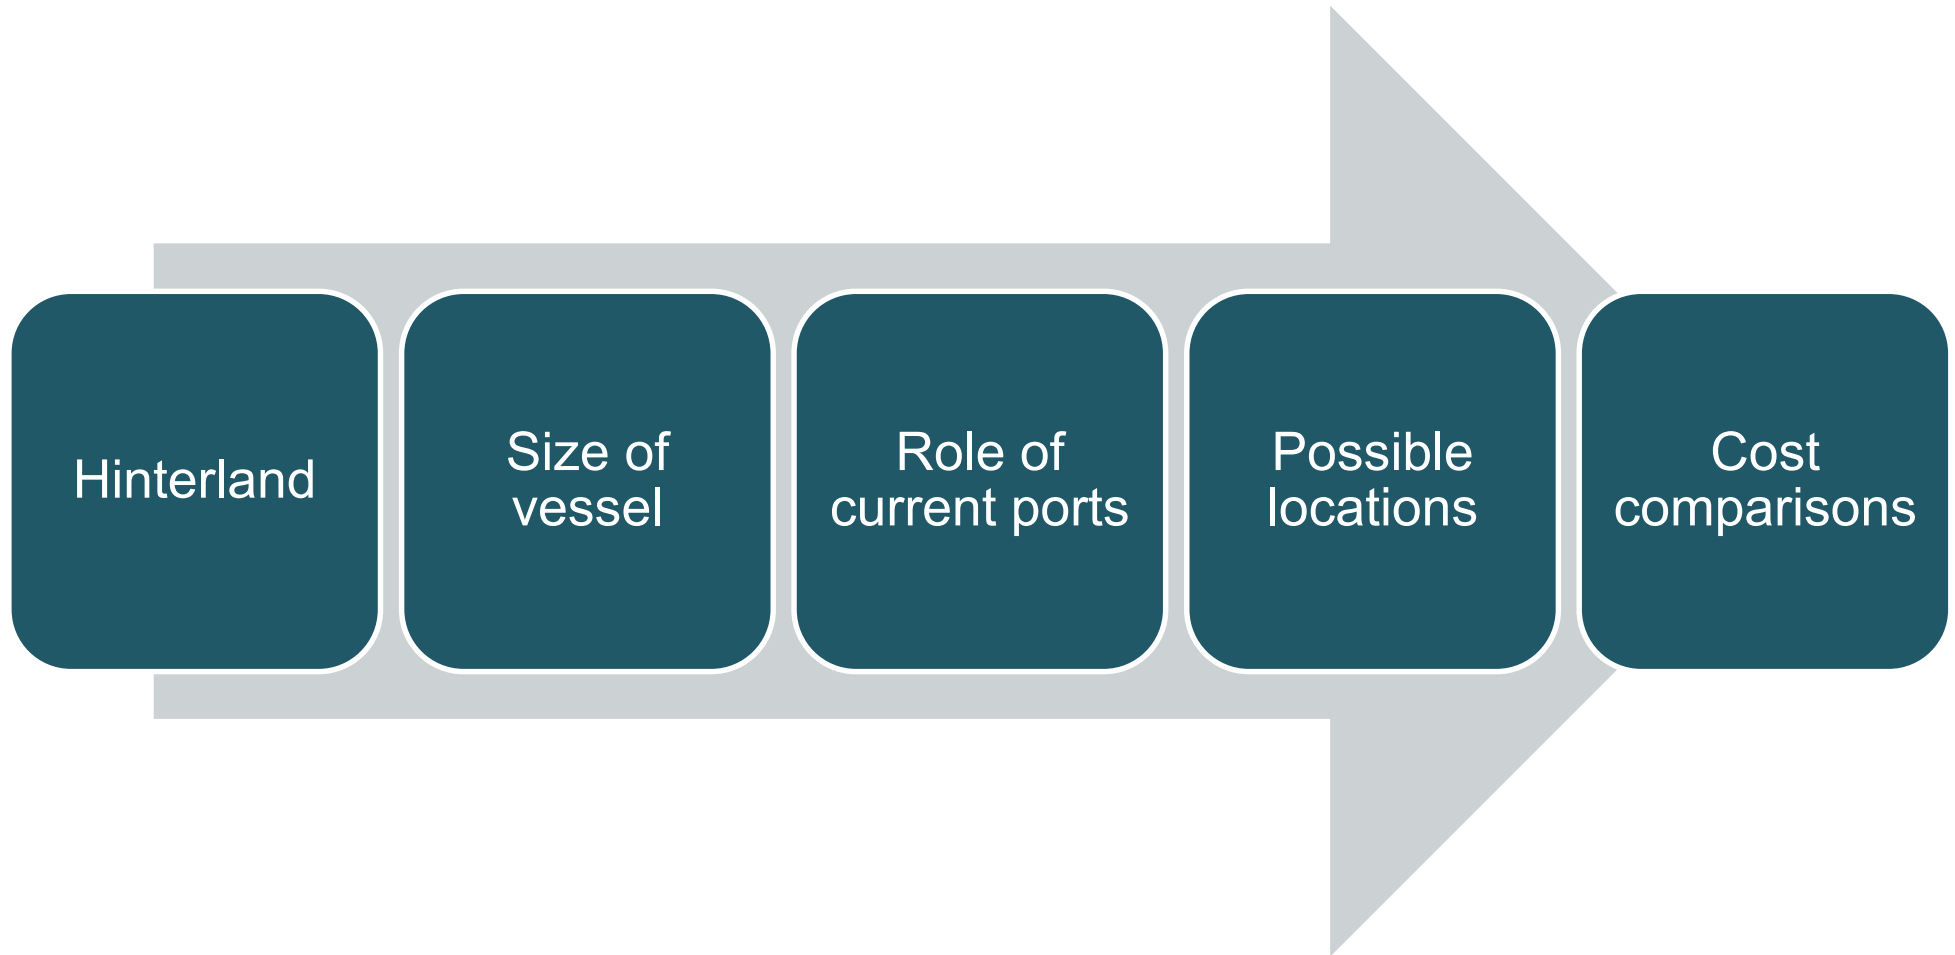 Hinterland
Size of
vessel
Role of
current ports
Possible
locations
Cost
comparisons